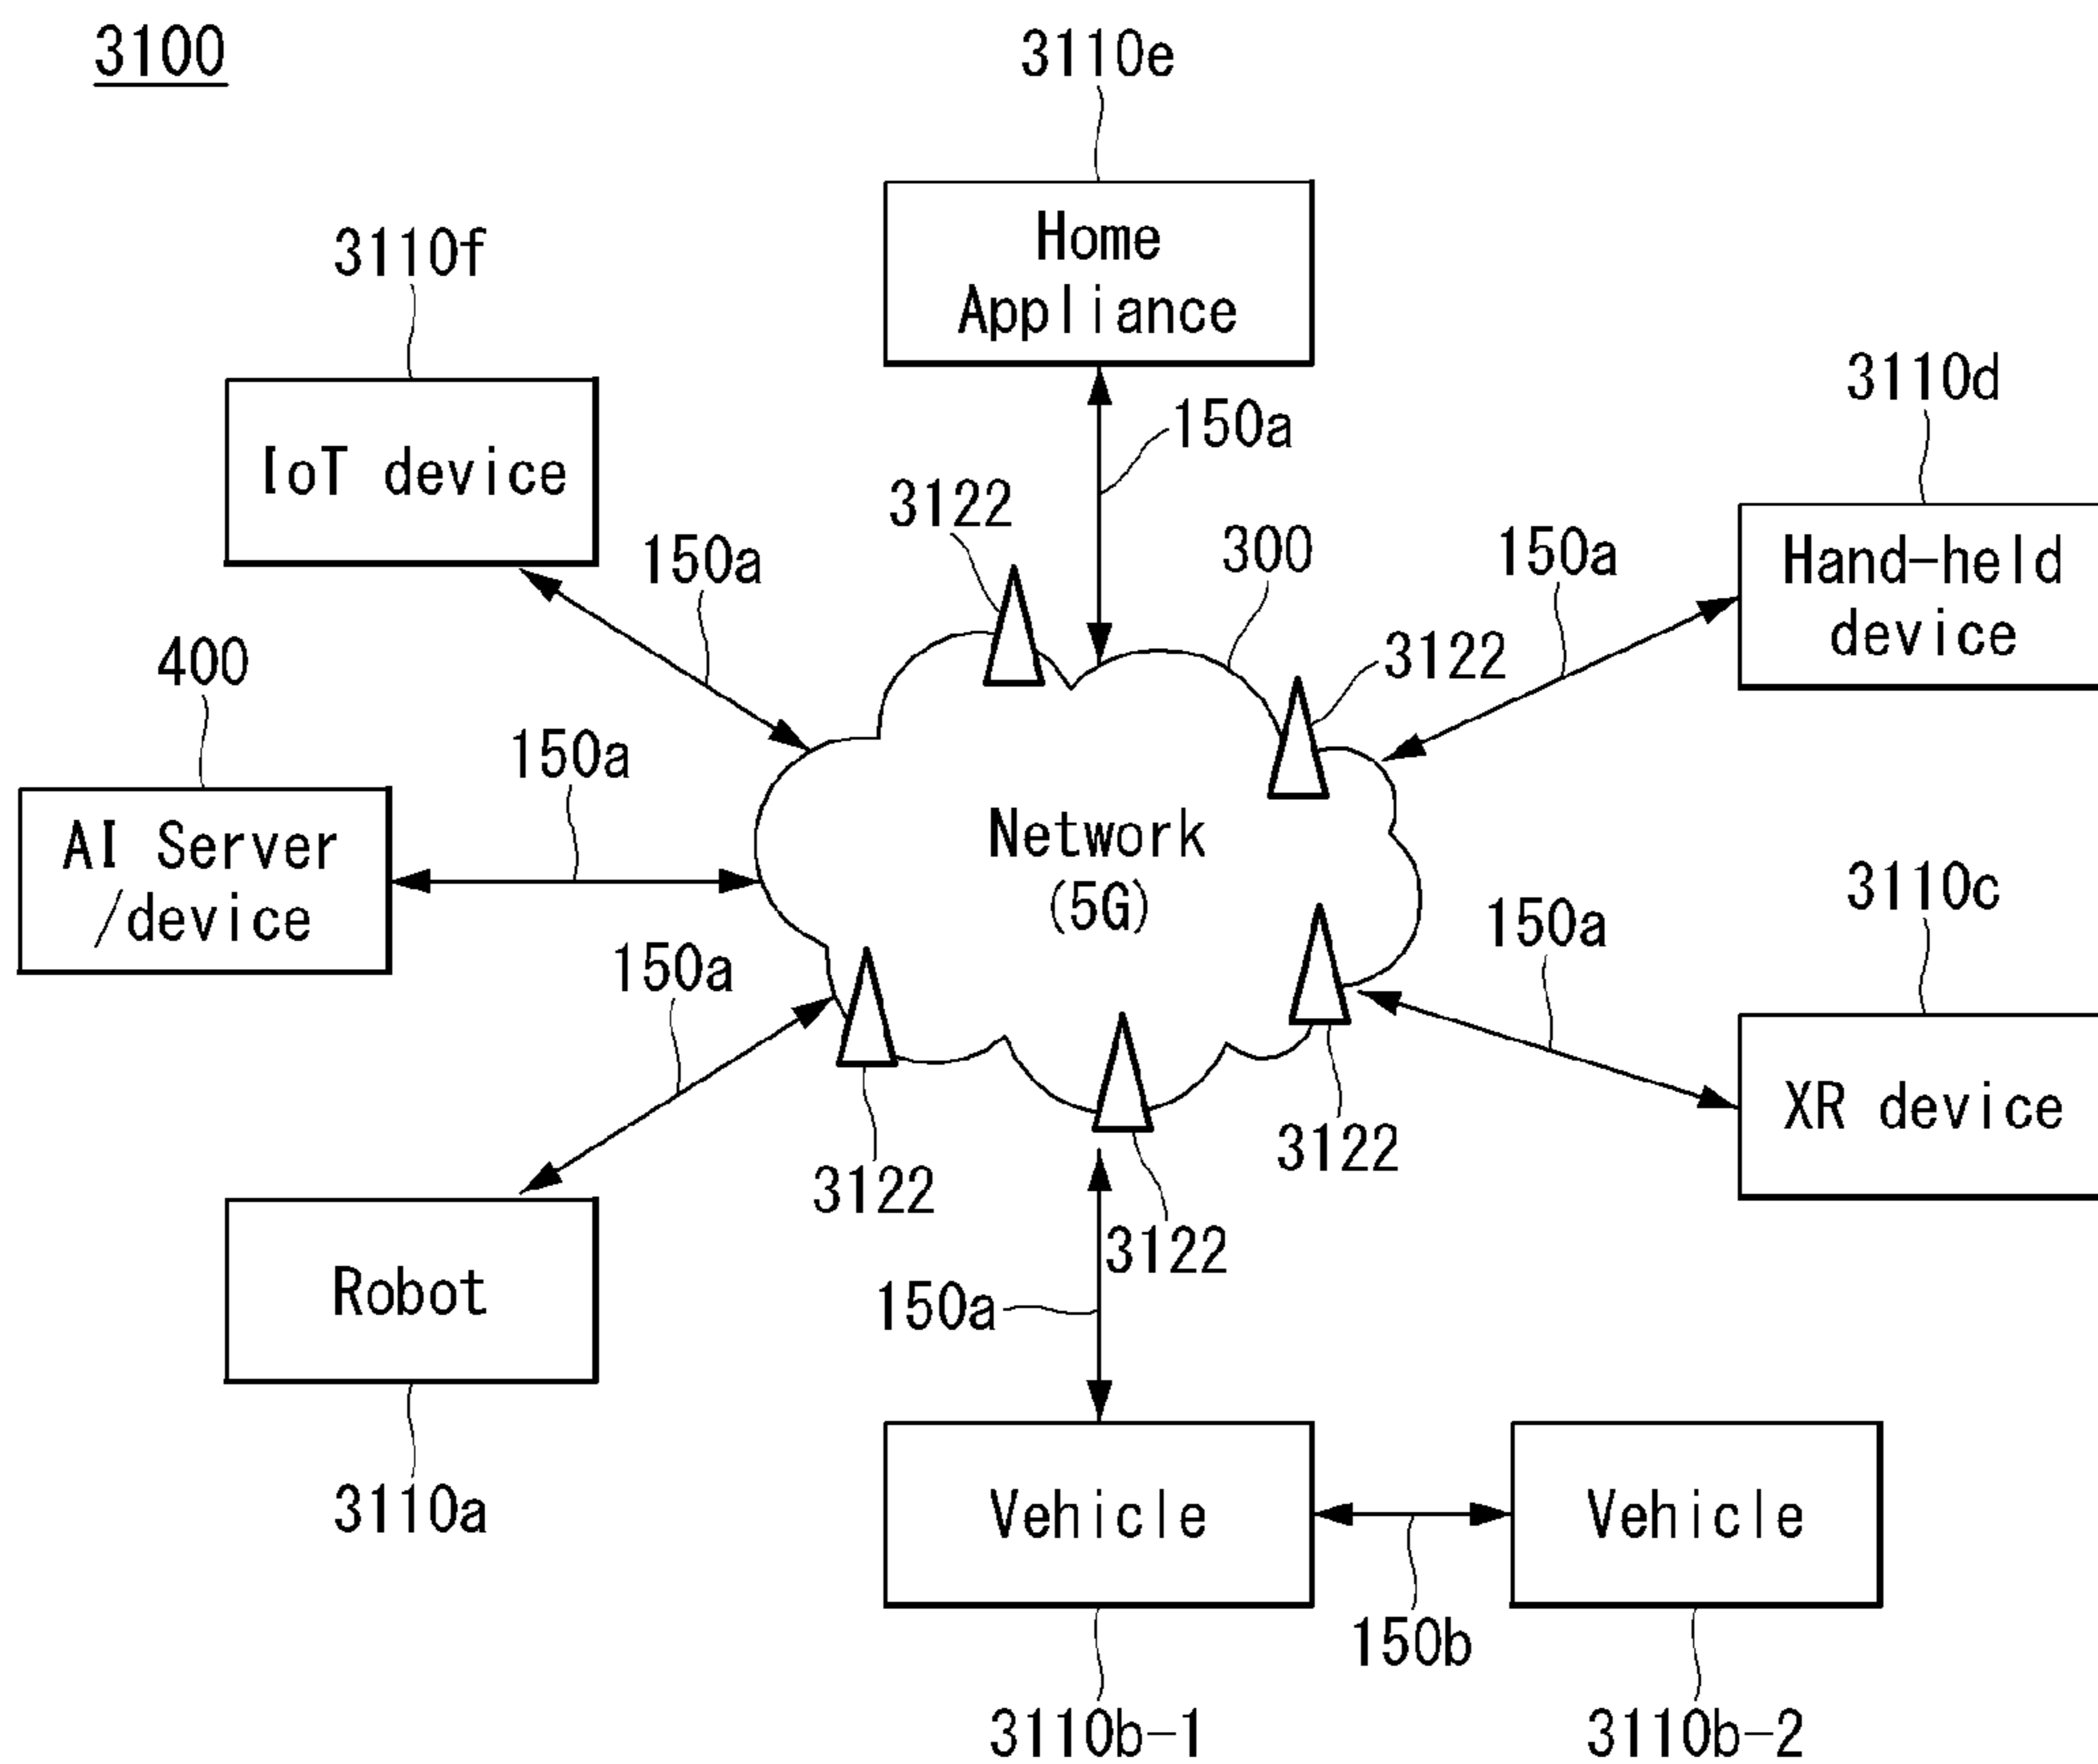 3100
3110e
Home
Appliance
3110f
IoT device
150a
3110d
Hand-held
device
3122
300
150a
150a
3122
400
AI Server
/device
150a
Network
(5G)
3110c
XR device
150a
150a
3122
3122
3122
Robot
3110a
150a
Vehicle
Vehicle
150b
3110b-1
3110b-2